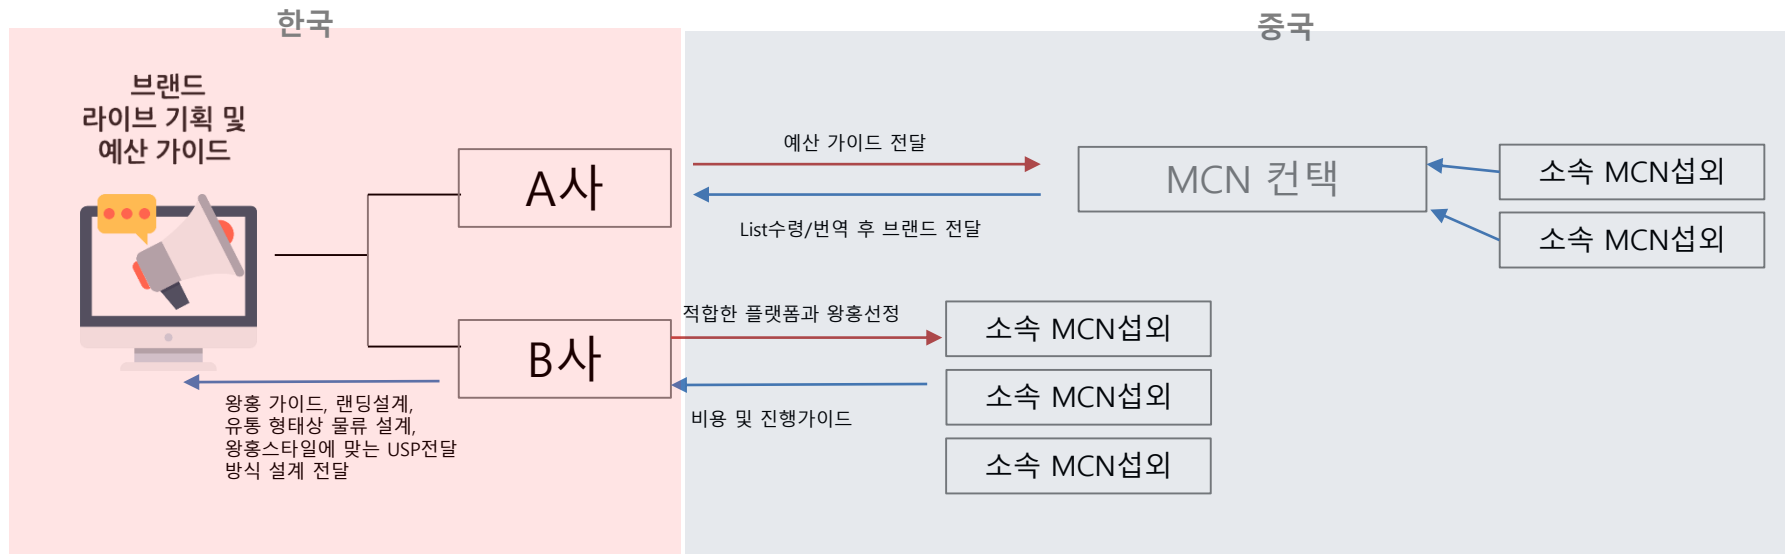 한국
중국
브랜드
라이브 기획 및
예산 가이드
A사
예산 가이드 전달
List수령/번역 후 브랜드 전달
MCN 컨택
소속 MCN섭외
소속 MCN섭외
B사
적합한 플랫폼과 왕홍선정
비용 및 진행가이드
소속 MCN섭외
소속 MCN섭외
소속 MCN섭외
왕홍 가이드, 랜딩설계,
유통 형태상 물류 설계,
왕홍스타일에 맞는 USP전달
방식 설계 전달